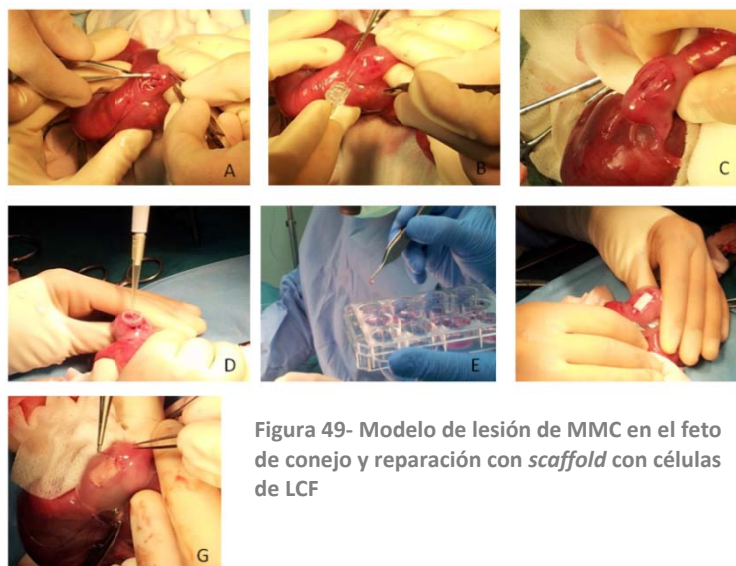 A
B
C
D
E
G
Figura 49- Modelo de lesión de MMC en el feto
de conejo y reparación con scaffold con células
de LCF